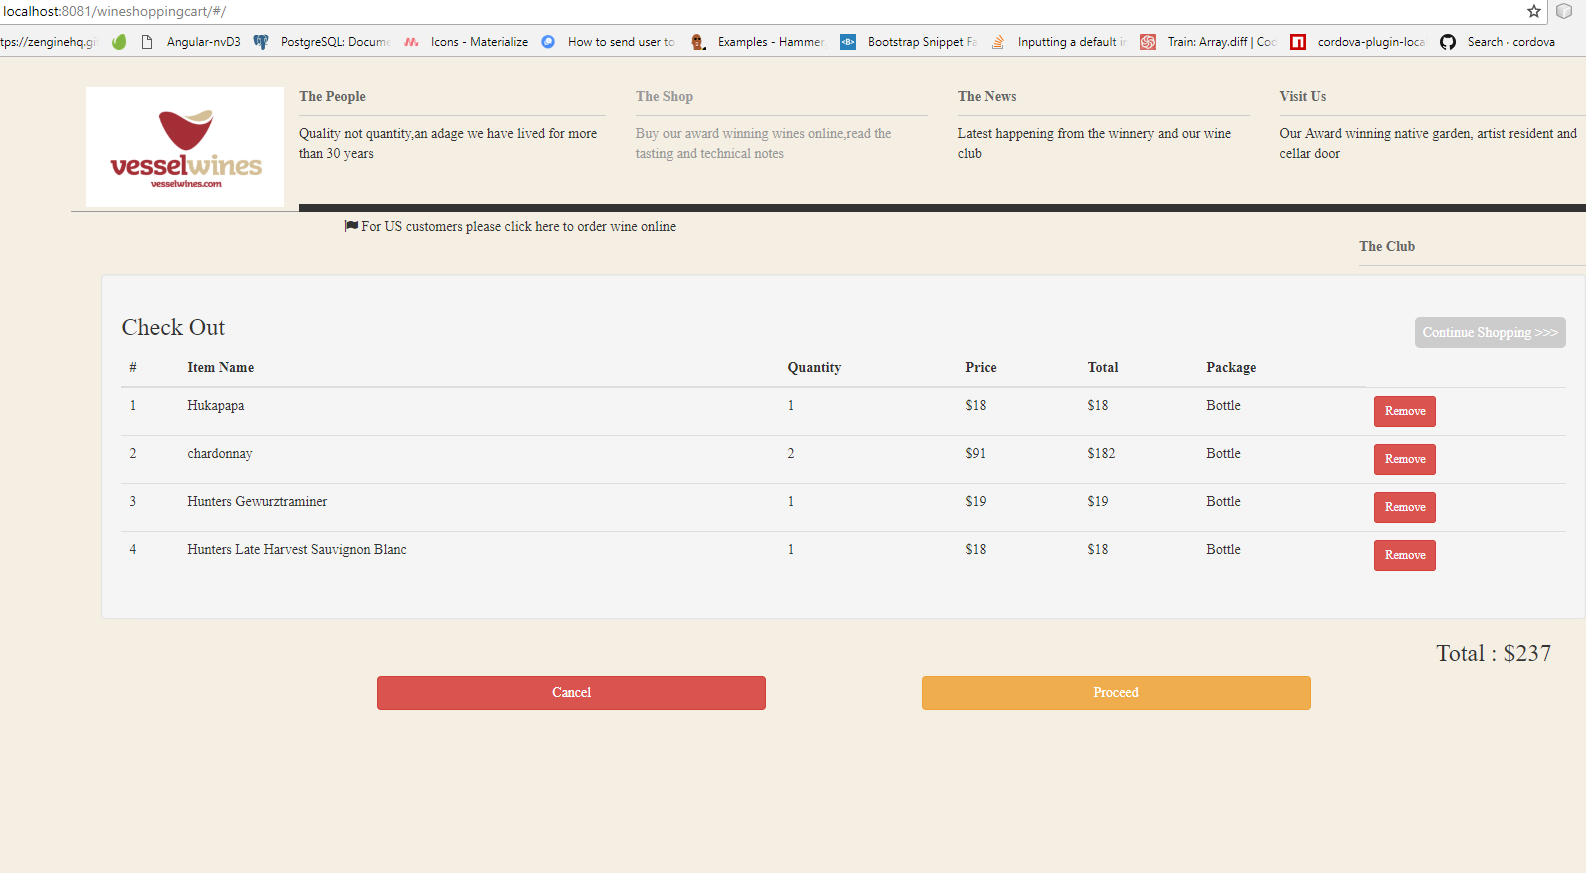 localhost:8081/wineshoppingcart/#/
tps://zenginehq.gi Angular-nvD3 PostgreSQL: Docume Icons - Materialize How to send user to Examples - Hammer. Bootstrap Snippet Fa Inputting a default in Train: Array.diff | Cod cordova-plugin-loca Search · cordova
vesselwines
vesselwines.com
The People
Quality not quantity,an adage we have lived for more
than 30 years
The Shop
Buy our award winning wines online,read the
tasting and technical notes
The News
Latest happening from the winnery and our wine
club
Visit Us
Our Award winning native garden, artist resident and
cellar door
For US customers please click here to order wine online
The Club
Check Out
Continue Shopping >>>
# Item Name Quantity Price Total Package
1 Hukapapa 1 $18 $18 Bottle Remove
2 chardonnay 2 $91 $182 Bottle Remove
3 Hunters Gewurztraminer 1 $19 $19 Bottle Remove
4 Hunters Late Harvest Sauvignon Blanc 1 $18 $18 Bottle Remove
Total : $237
Cancel Proceed